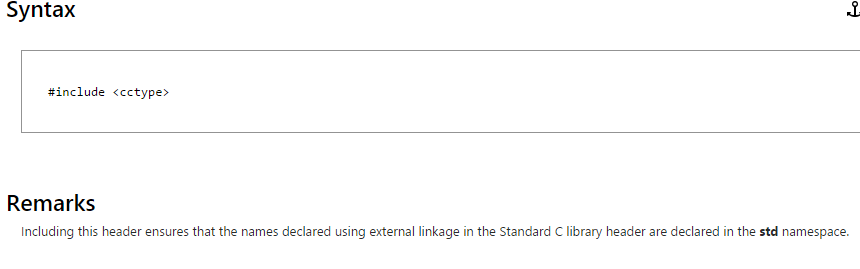 Syntax
#include <cctype>
Remarks
Including this header ensures that the names declared using external linkage in the Standard C library header are declared in the std namespace.